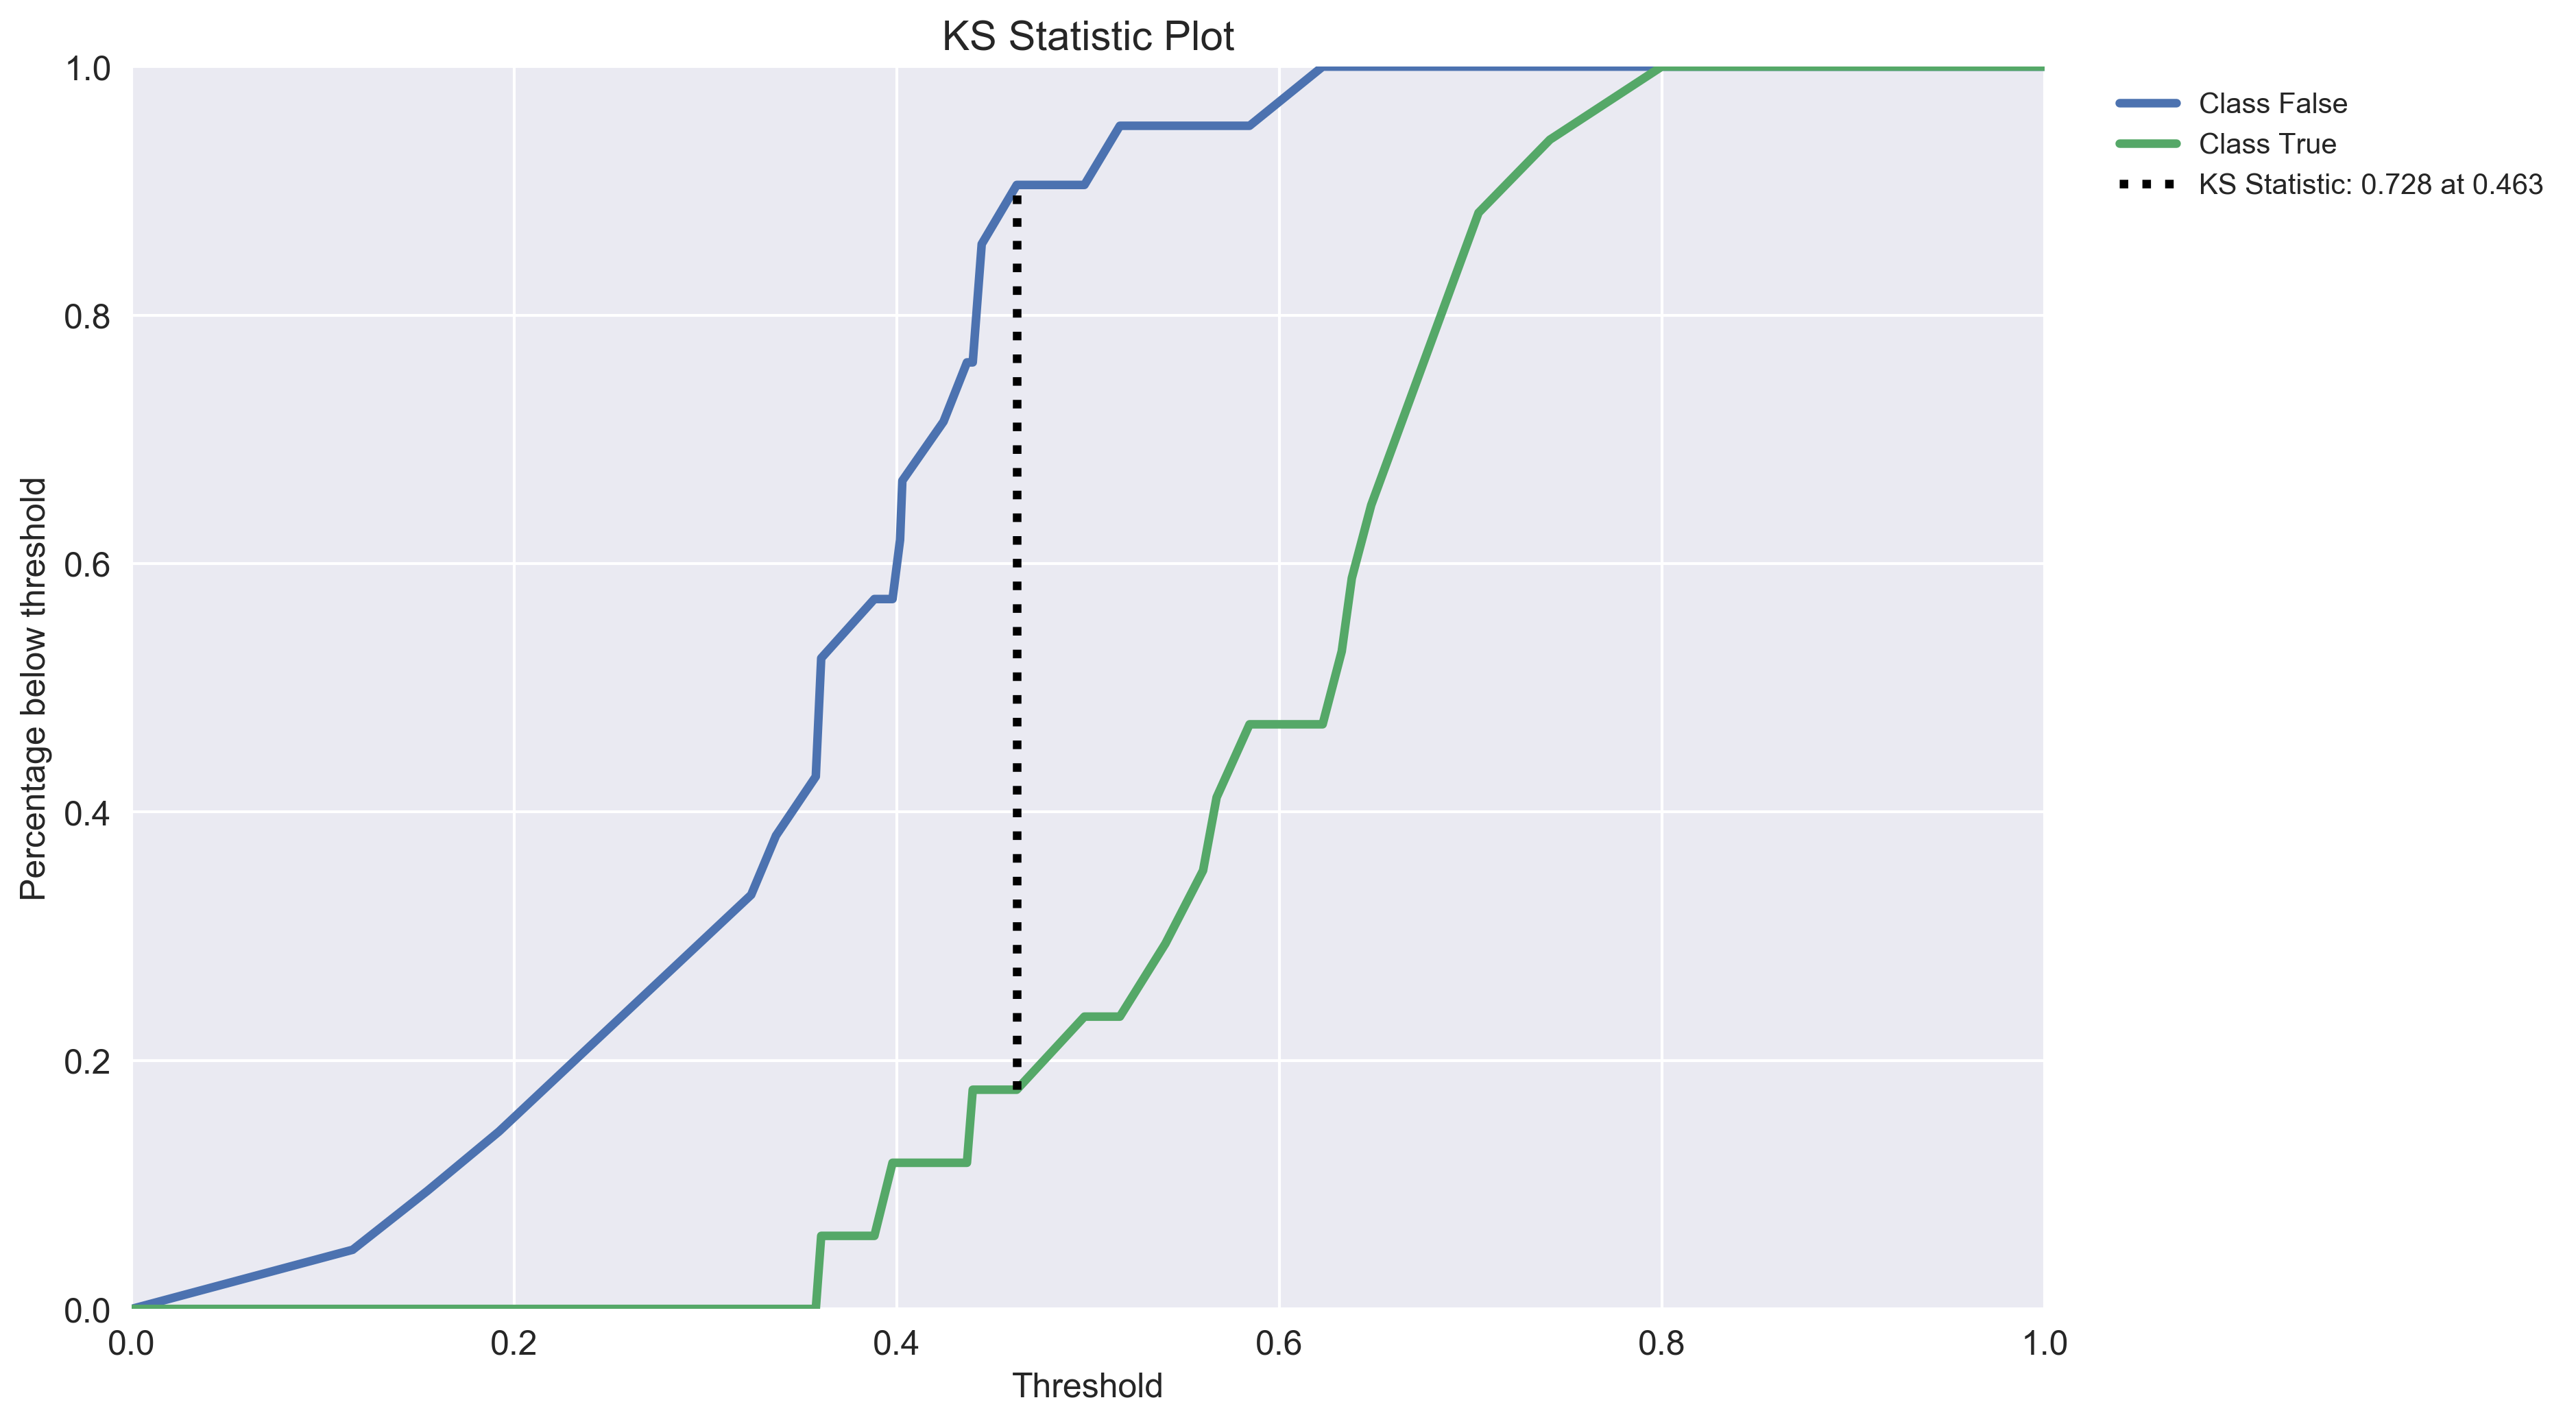 KS Statistic Plot
1.0
0.8
0.6
0.4
0.2
0.0
Percentage below threshold
0.0 0.2 0.4 0.6 0.8 1.0
Threshold
Class False
Class True
KS Statistic: 0.728 at 0.463